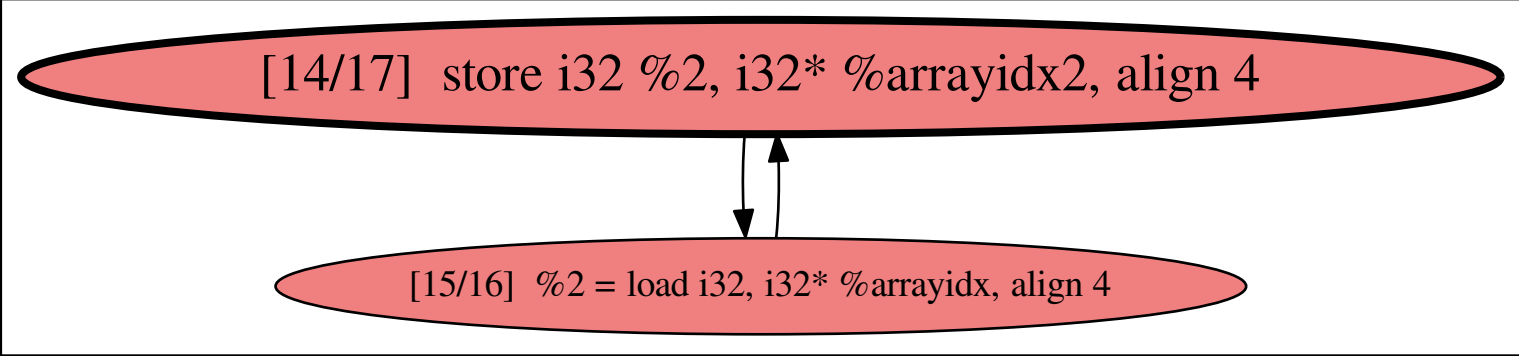 [14/17]  store i32 %2, i32* %arrayidx2, align 4
[15/16]  %2 = load i32, i32* %arrayidx, align 4